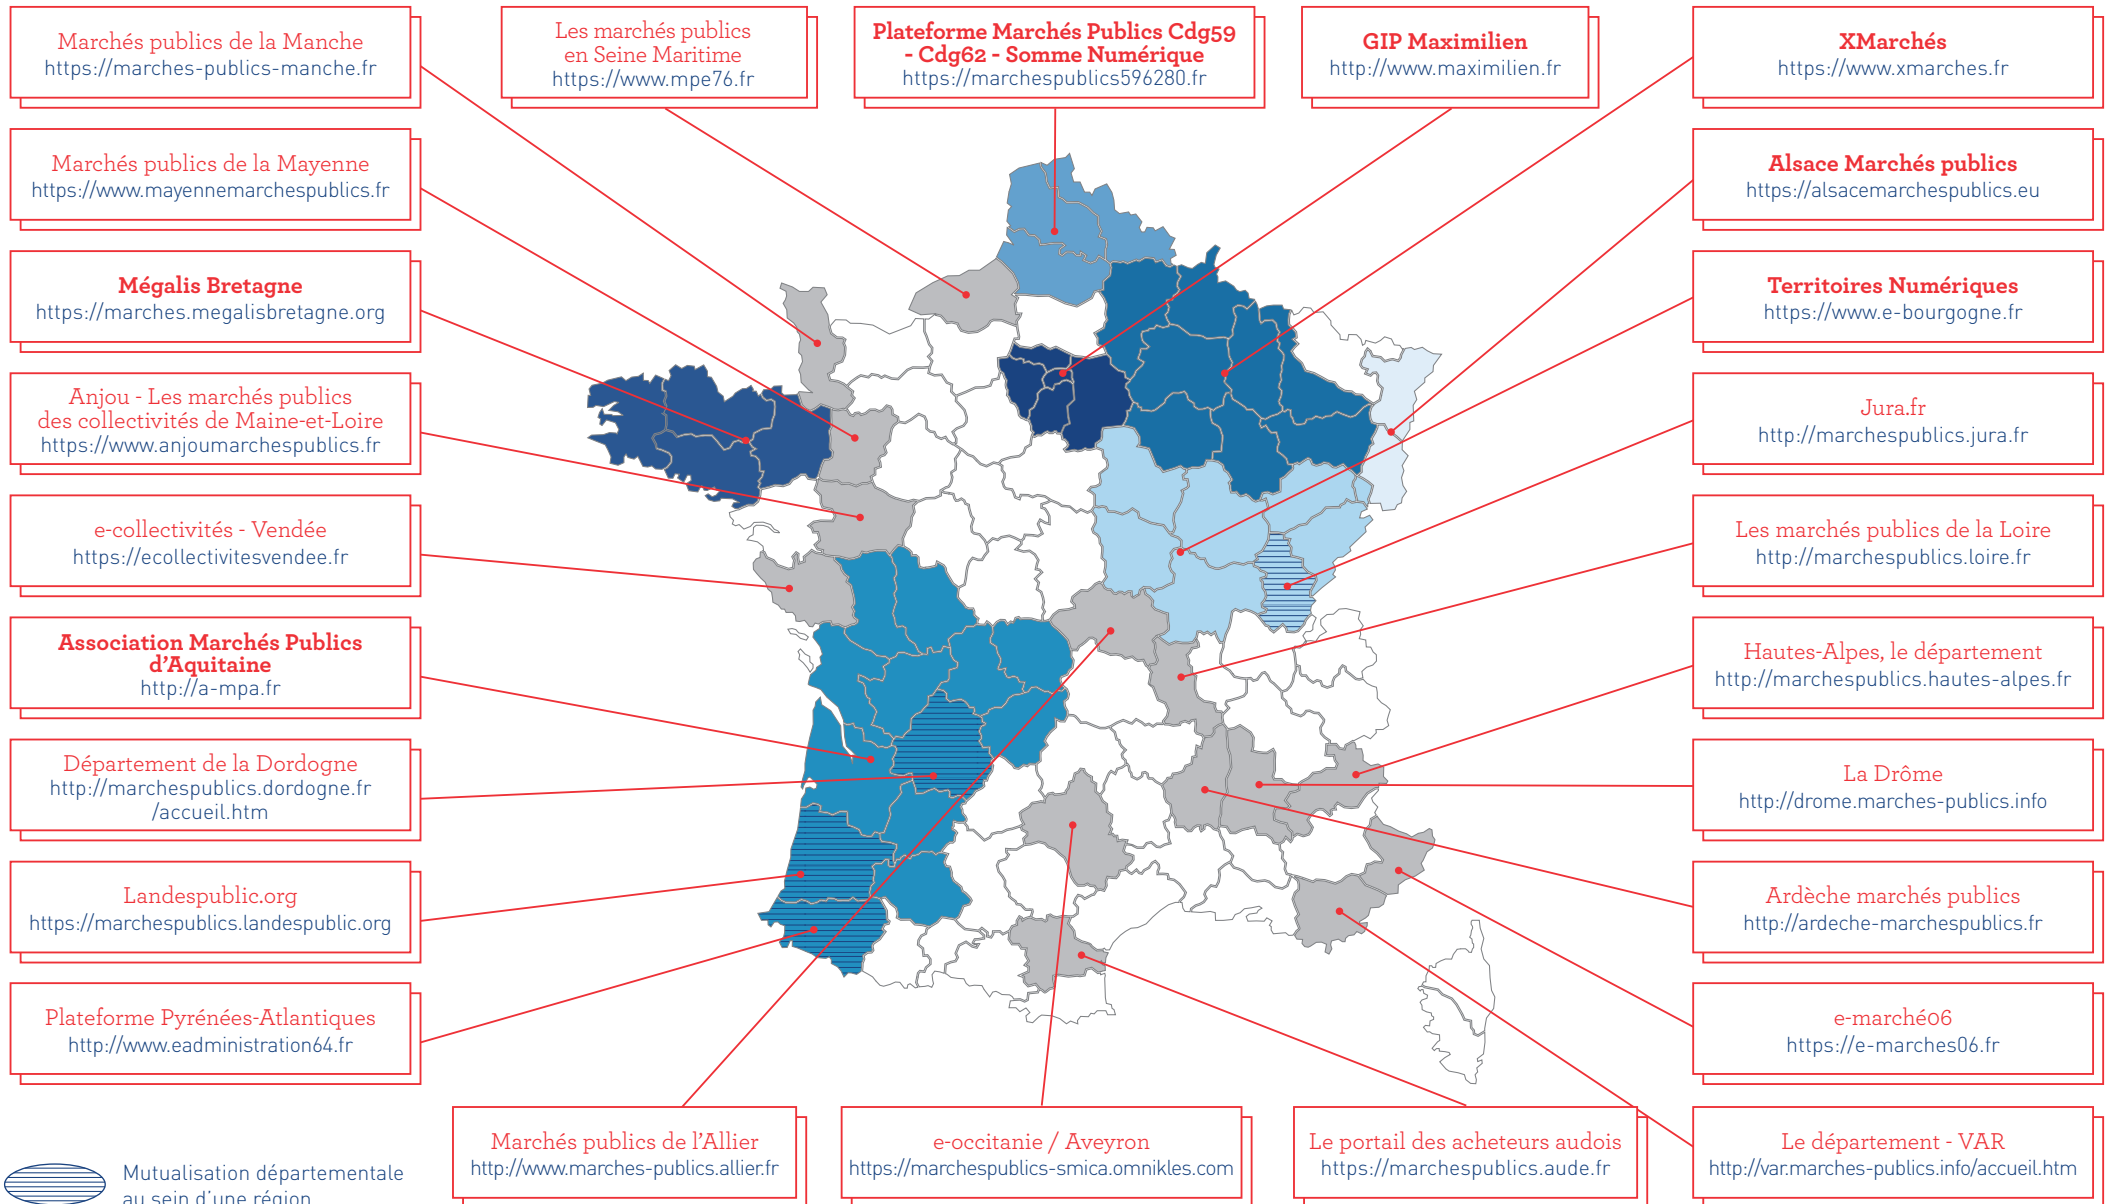 Marchés publics de la Manche
https://marches-publics-manche.fr
Les marchés publics
en Seine Maritime
https://www.mpe76.fr
Plateforme Marchés Publics Cdg59
- Cdg62 - Somme Numérique
https://marchespublics596280.fr
GIP Maximilien
http://www.maximilien.fr
XMarchés
https://www.xmarches.fr
Marchés publics de la Mayenne
https://www.mayennemarchespublics.fr
Alsace Marchés publics
https://alsacemarchespublics.eu
Mégalis Bretagne
https://marches.megalisbretagne.org
Territoires Numériques
https://www.e-bourgogne.fr
Anjou - Les marchés publics
des collectivités de Maine-et-Loire
https://www.anjoumarchespublics.fr
Jura.fr
http://marchespublics.jura.fr
e-collectivités - Vendée
https://ecollectivitesvendee.fr
Les marchés publics de la Loire
http://marchespublics.loire.fr
Association Marchés Publics
d'Aquitaine
http://a-mpa.fr
Hautes-Alpes, le département
http://marchespublics.hautes-alpes.fr
Département de la Dordogne
http://marchespublics.dordogne.fr
/accueil.htm
La Drôme
http://drome.marches-publics.info
Landespublic.org
https://marchespublics.landespublic.org
Ardèche marchés publics
http://ardeche-marchespublics.fr
Plateforme Pyrénées-Atlantiques
http://www.eadministration64.fr
e-marché06
https://e-marches06.fr
Marchés publics de l'Allier
http://www.marches-publics.allier.fr
e-occitanie / Aveyron
https://marchespublics-smica.omnikles.com
Le portail des acheteurs audois
https://marchespublics.aude.fr
Le département - VAR
http://var.marches-publics.info/accueil.htm
Mutualisation départementale
au sein d'une région